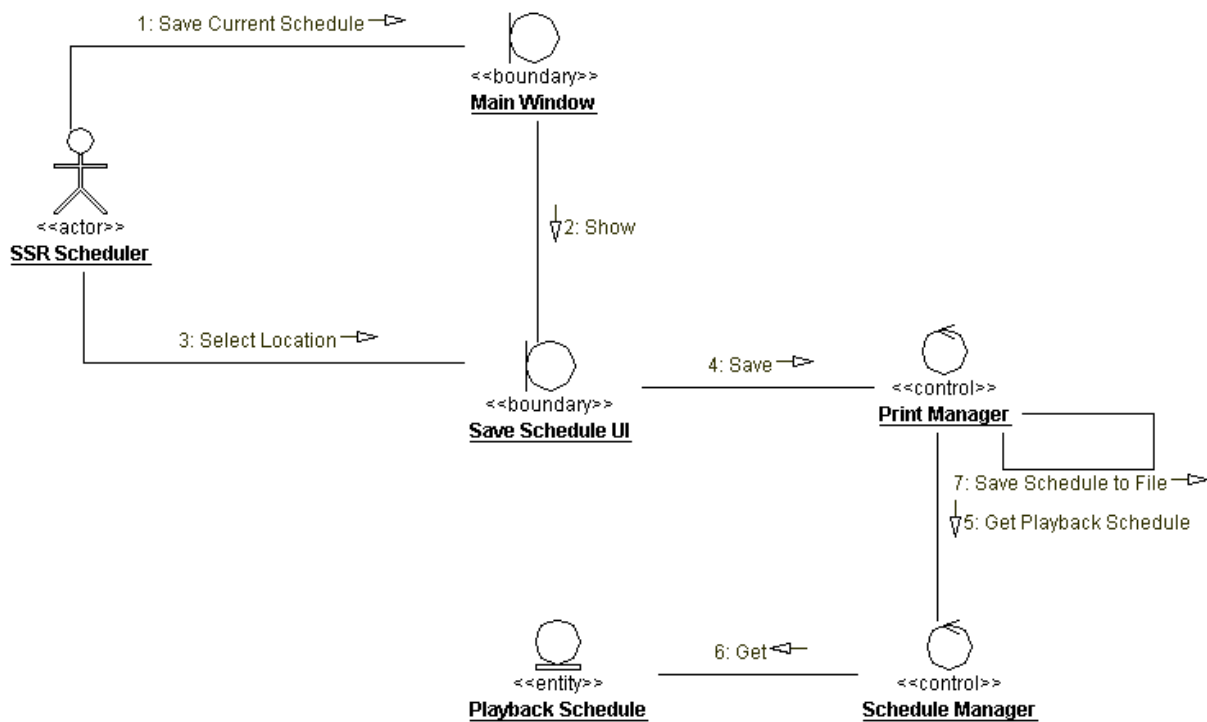 1: Save Current Schedule
<<boundary>>
Main Window
<<actor>>
SSR Scheduler
2: Show
3: Select Location
<<boundary>>
Save Schedule UI
4: Save
<<control>>
Print Manager
7: Save Schedule to File
5: Get Playback Schedule
6: Get
<<entity>>
Playback Schedule
<<control>>
Schedule Manager